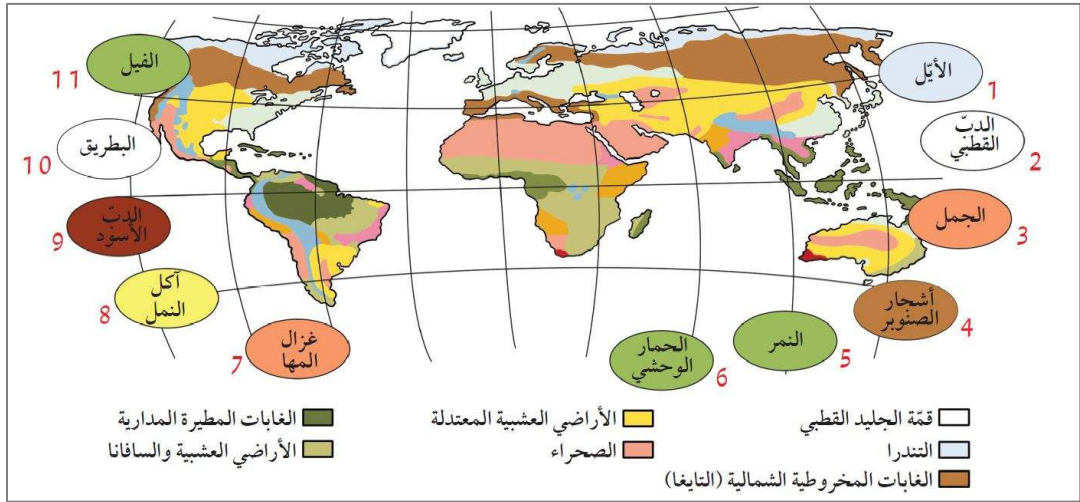 الأيّل
1
الدبّ
القطبي
2
الجمل
3
أشجار
الصنوبر
4
النمر
5
الحمار
الوحشي
6
غزال
المها
7
آكل
النمل
8
الدبّ
الأسود
9
البطريق
10
الفيل
11
قمّة الجليد القطبي
التندرا
الغابات المخروطية الشمالية (التايغا)
الأراضي العشبية المعتدلة
الصحراء
الغابات المطيرة المدارية
الأراضي العشبية والسافانا